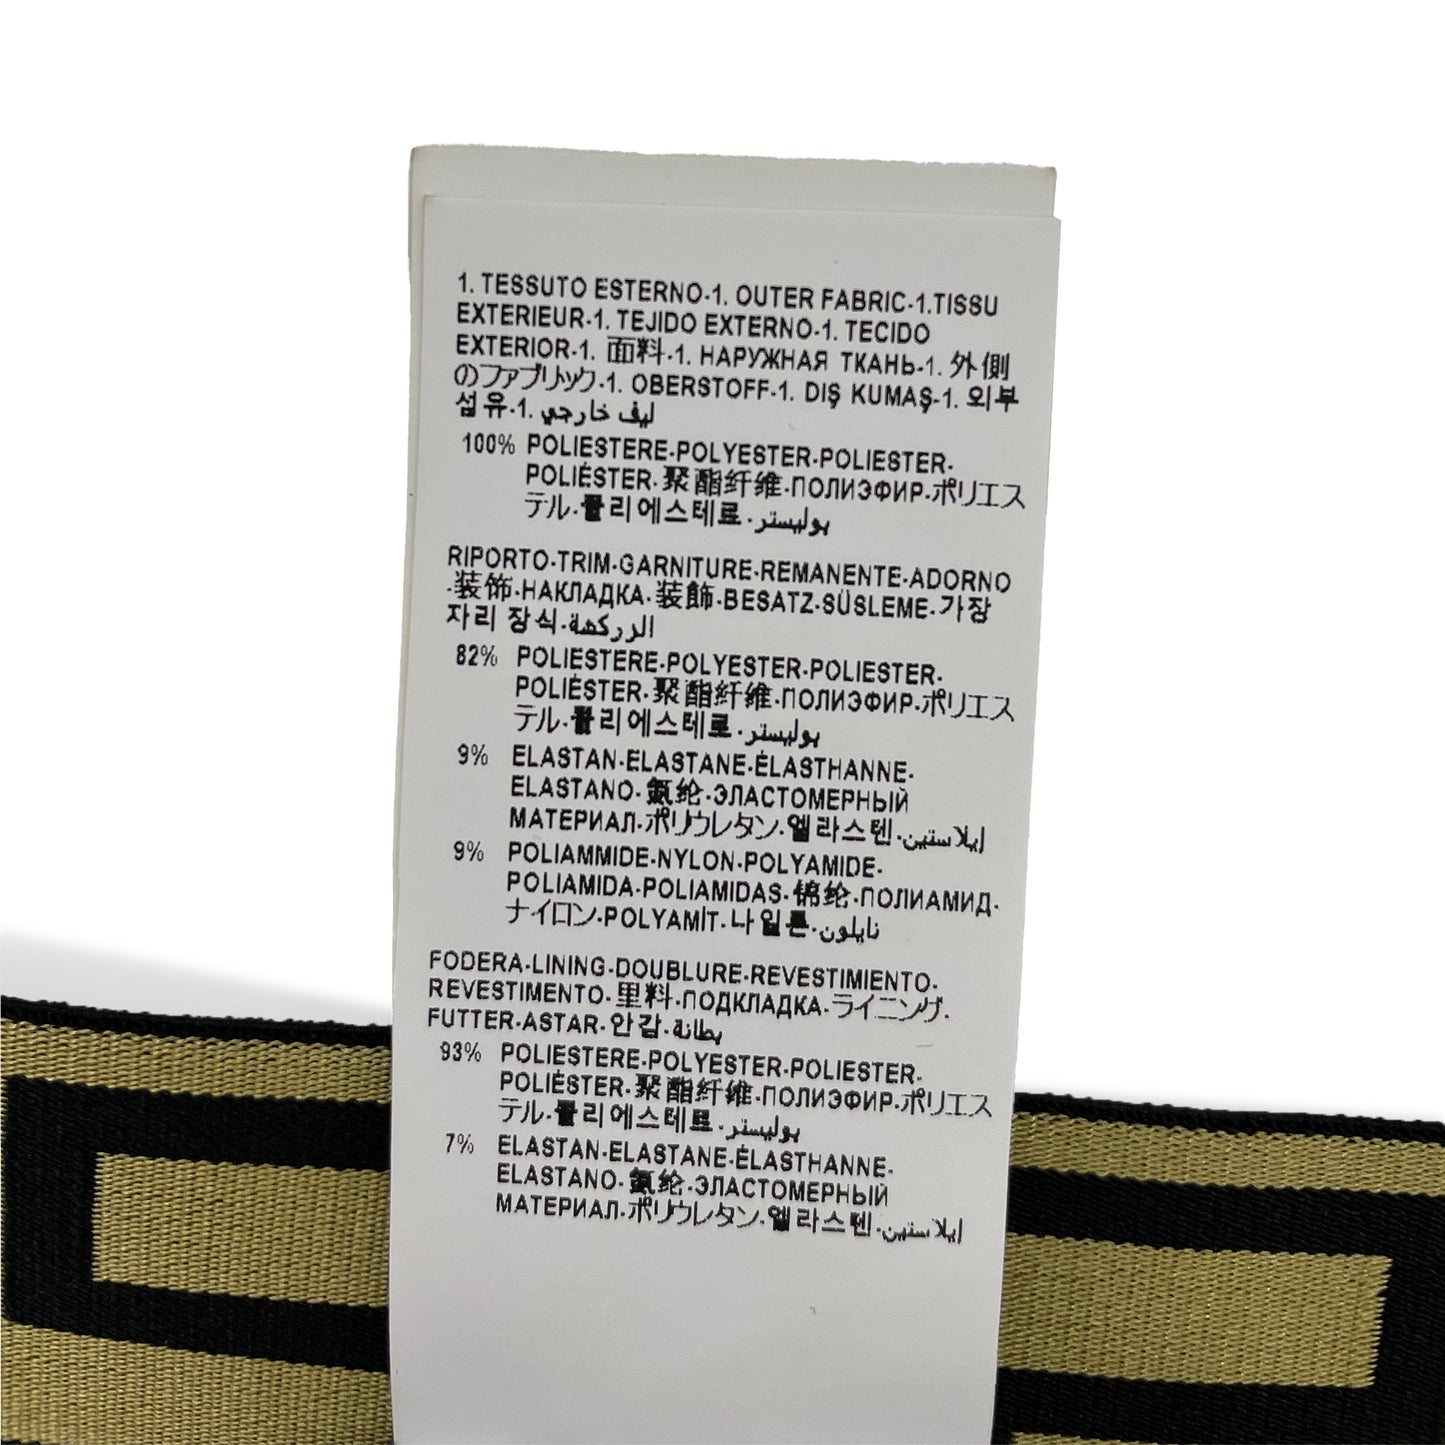 1. TESSUTO ESTERNO-1. OUTER FABRIC-1.TISSU
EXTERIEUR-1. TEJIDO EXTERNO-1. TECIDO
EXTERIOR-1. 面料-1. НАРУЖНАЯ ТКАНЬ-1. 外側
のファブリック-1. OBERSTOFF-1. DIŞ KUMAŞ-1. 외부
섬유-1. ليف خارجي
100% POLIESTERE-POLYESTER-POLIESTER-
POLIÉSTER-聚酯纤维-ПОЛИЭФИР-ポリエス
テル-폴리에스테르-بوليستر
RIPORTO-TRIM-GARNITURE-REMANENTE-ADORNO
-装饰-НАКЛАДКА-装飾-BESATZ-SÜSLEME-가장
자리 장식-الزركهة
82% POLIESTERE-POLYESTER-POLIESTER-
POLIÉSTER-聚酯纤维-ПОЛИЭФИР-ポリエス
テル-폴리에스테르-بوليستر
9% ELASTAN-ELASTANE-ÉLASTHANNE-
ELASTANO-氨纶-ЭЛАСТОМЕРНЫЙ
МАТЕРИАЛ-ポリウレタン-엘라스텐-إيلاستين
9% POLIAMMIDE-NYLON-POLYAMIDE-
POLIAMIDA-POLIAMIDAS-锦纶-ПОЛИАМИД-
ナイロン-POLYAMİT-나일론-نايلون
FODERA-LINING-DOUBLURE-REVESTIMIENTO-
REVESTIMENTO-里料-ПОДКЛАДКА-ライニング-
FUTTER-ASTAR-안감-بطانة
93% POLIESTERE-POLYESTER-POLIESTER-
POLIÉSTER-聚酯纤维-ПОЛИЭФИР-ポリエス
テル-폴리에스테르-بوليستر
7% ELASTAN-ELASTANE-ÉLASTHANNE-
ELASTANO-氨纶-ЭЛАСТОМЕРНЫЙ
МАТЕРИАЛ-ポリウレタン-엘라스텐-إيلاستين